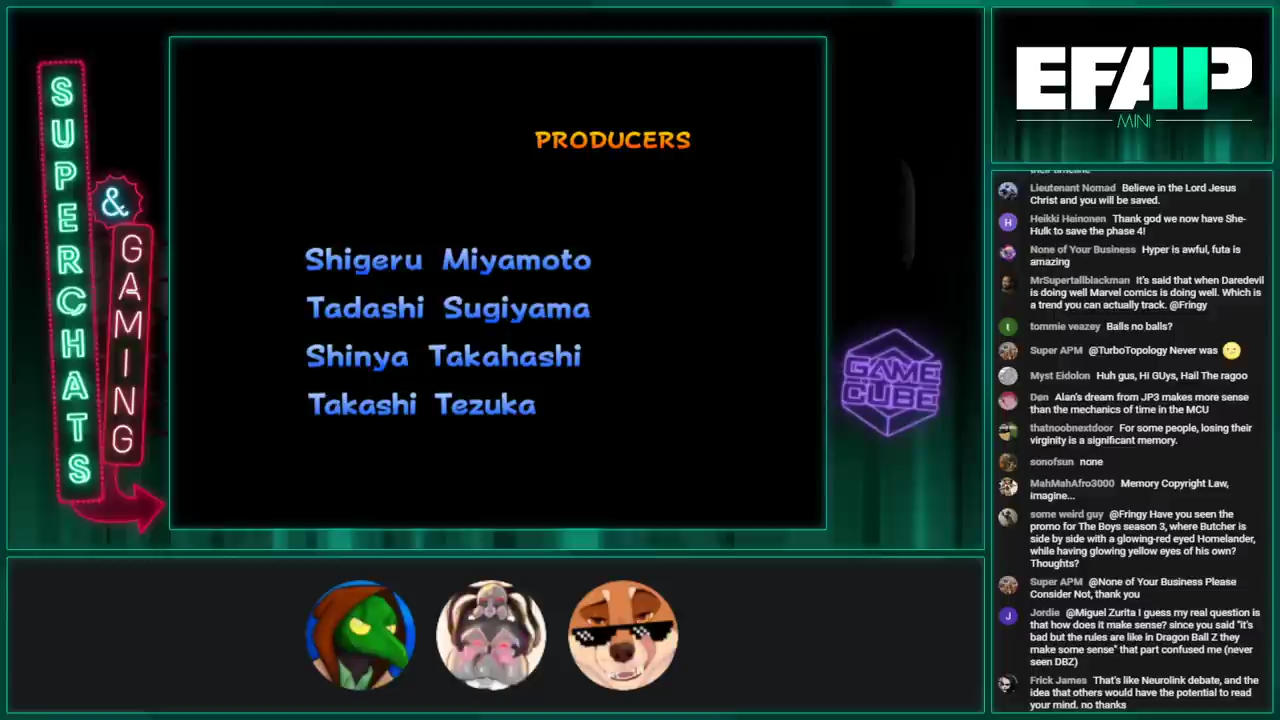 SUPERCHATS
&
GAMING
PRODUCERS
Shigeru Miyamoto
Tadashi Sugiyama
Shinya Takahashi
Takashi Tezuka
GAME
CUBE
EFAP
MINI
their timeline
Lieutenant Nomad Believe in the Lord Jesus
Christ and you will be saved.
H
Heikki Heinonen Thank god we now have She-
Hulk to save the phase 4!
None of Your Business Hyper is awful, futa is
amazing
MrSupertallblackman It's said that when Daredevil
is doing well Marvel comics is doing well. Which is
a trend you can actually track. @Fringy
t
tommie veazey Balls no balls?
Super APM @TurboTopology Never was
Myst Eidolon Huh gus, Hi GUys, Hail The ragoo
Døn Alan's dream from JP3 makes more sense
than the mechanics of time in the MCU
thatnoobnextdoor For some people, losing their
virginity is a significant memory.
sonofsun none
MahMahAfro3000 Memory Copyright Law,
imagine...
some weird guy @Fringy Have you seen the
promo for The Boys season 3, where Butcher is
side by side with a glowing-red eyed Homelander,
while having glowing yellow eyes of his own?
Thoughts?
Super APM @None of Your Business Please
Consider Not, thank you
J
Jordie @Miguel Zurita I guess my real question is
that how does it make sense? since you said "it's
bad but the rules are like in Dragon Ball Z they
make some sense" that part confused me (never
seen DBZ)
Frick James That's like Neurolink debate, and the
idea that others would have the potential to read
your mind. no thanks